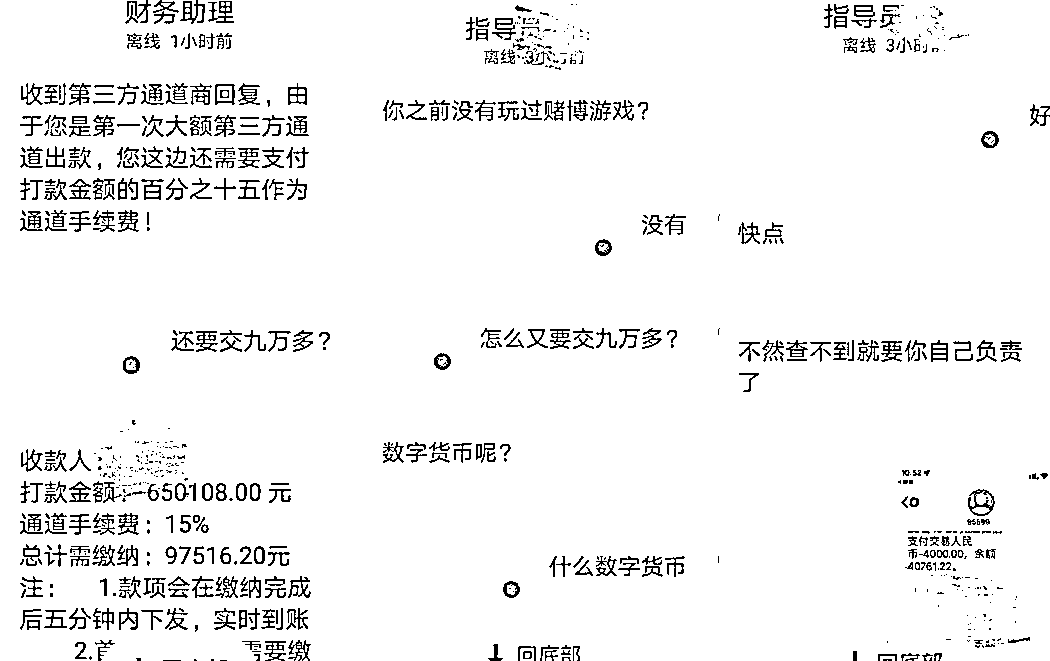 财务助理
离线 1小时前
收到第三方通道商回复，由
于您是第一次大额第三方通
道出款，您这边还需要支付
打款金额的百分之十五作为
通道手续费！
还要交九万多？
收款人：
打款金额：650108.00 元
通道手续费：15%
总计需缴纳：97516.20元
注： 1.款项会在缴纳完成
后五分钟内下发，实时到账
2.首
需要缴
指导员
离线 3小时前
你之前没有玩过赌博游戏？
没有
怎么又要交九万多？
数字货币呢？
什么数字货币
回底部
指导员
离线 3小时
好
快点
不然查不到就要你自己负责
了
10:52
95599
支付交易人民
币-4000.00，余额
40761.22。
回底部